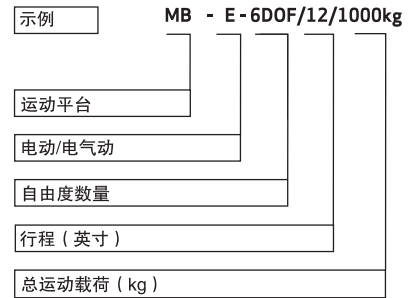 示例 MB - E-6DOF/12/1000kg
运动平台
电动/电气动
自由度数量
行程（英寸）
总运动载荷（kg）